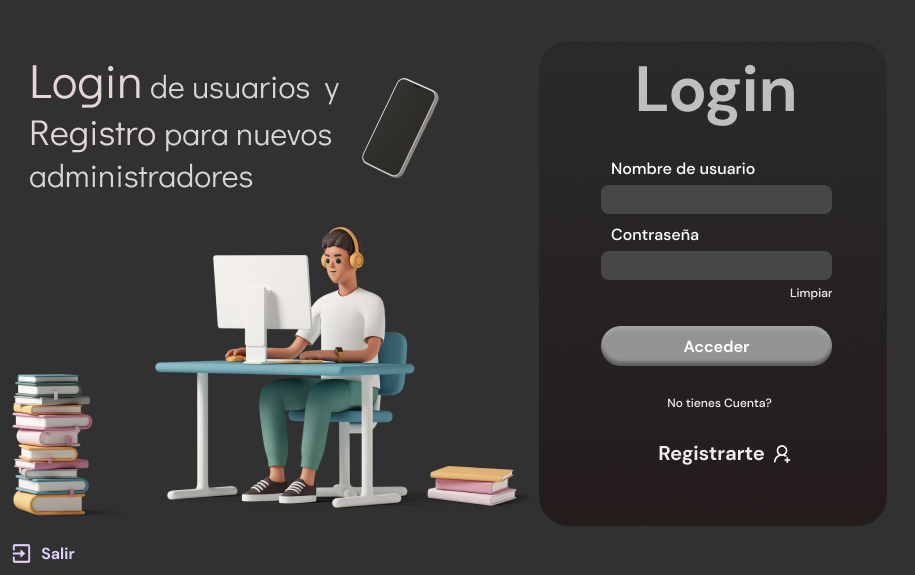 Login de usuarios y
Registro para nuevos
administradores
Login
Nombre de usuario
Contraseña
Limpiar
Acceder
No tienes Cuenta?
Registrarte
Salir